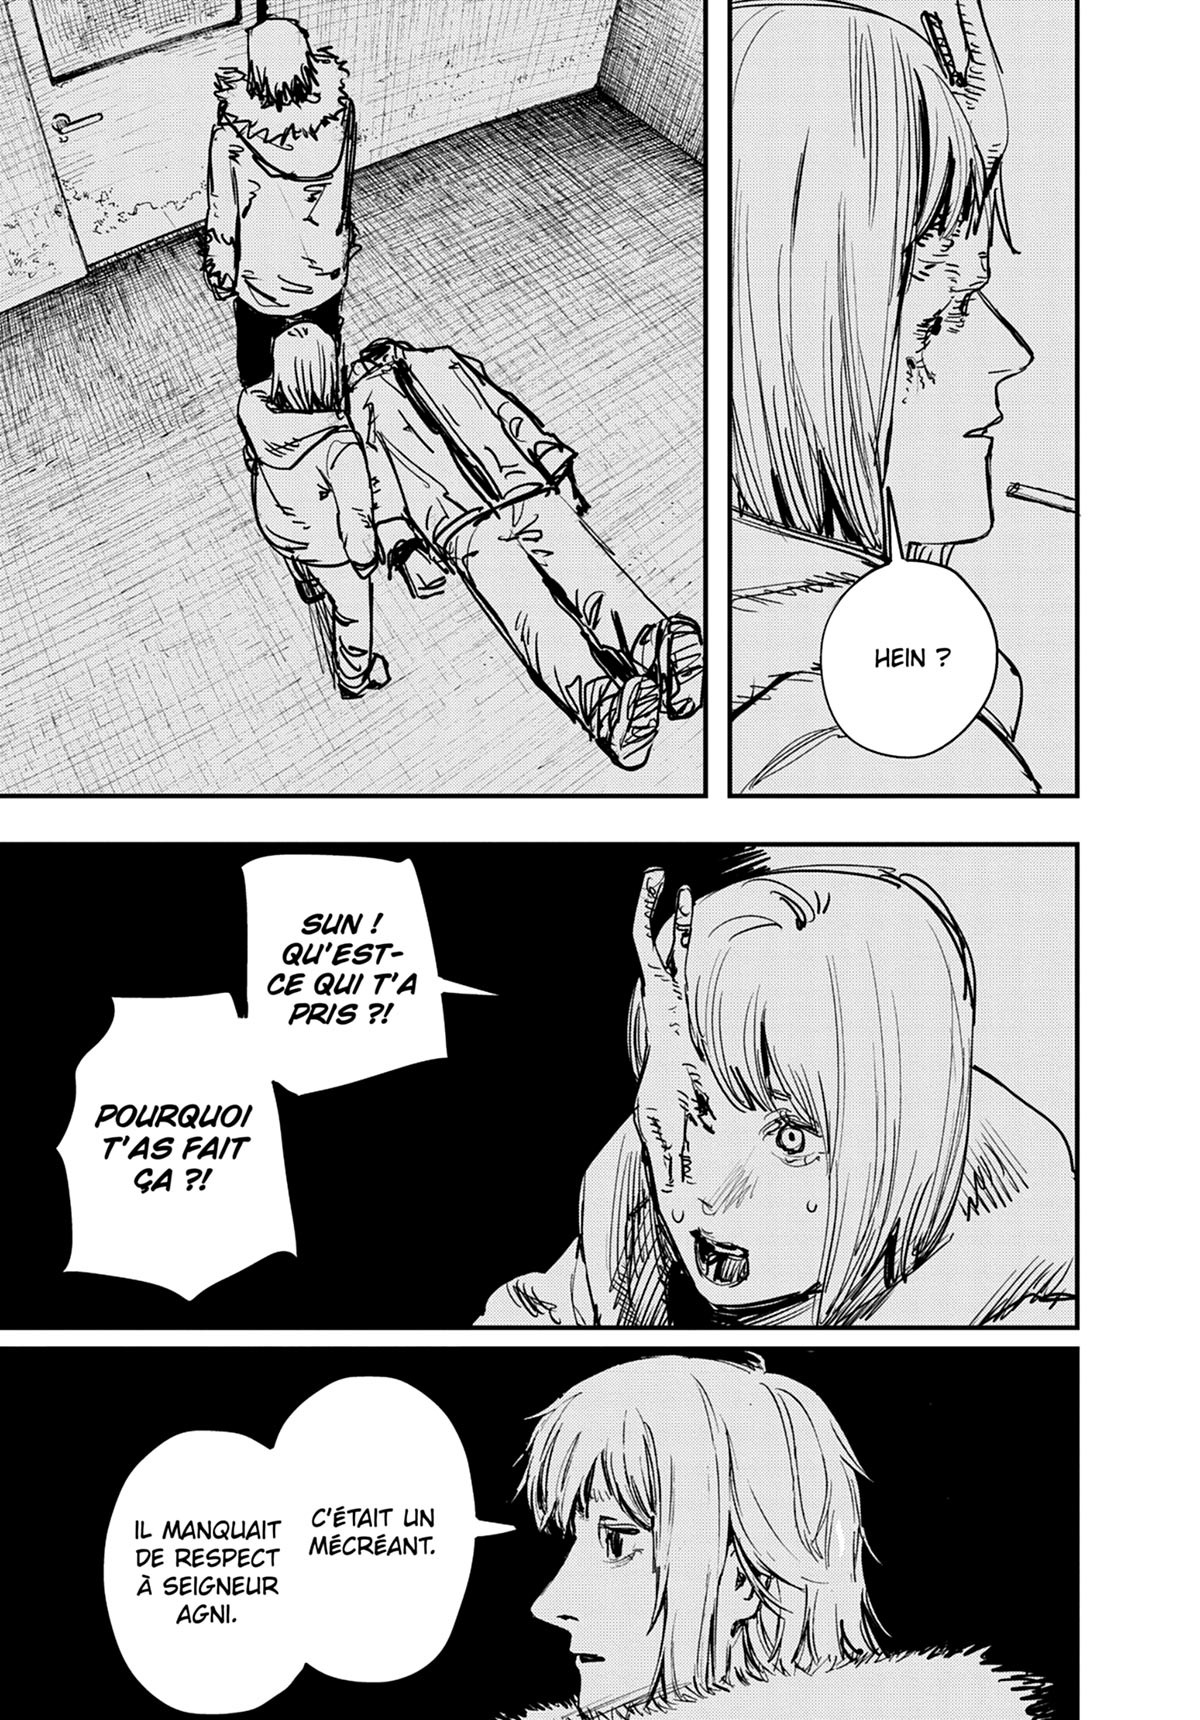 HEIN ?
SUN !
QU'EST-
CE QUI T'A
PRIS ?!
POURQUOI
T'AS FAIT
ÇA ?!
C'ÉTAIT UN
MÉCRÉANT.
IL MANQUAIT
DE RESPECT
À SEIGNEUR
AGNI.